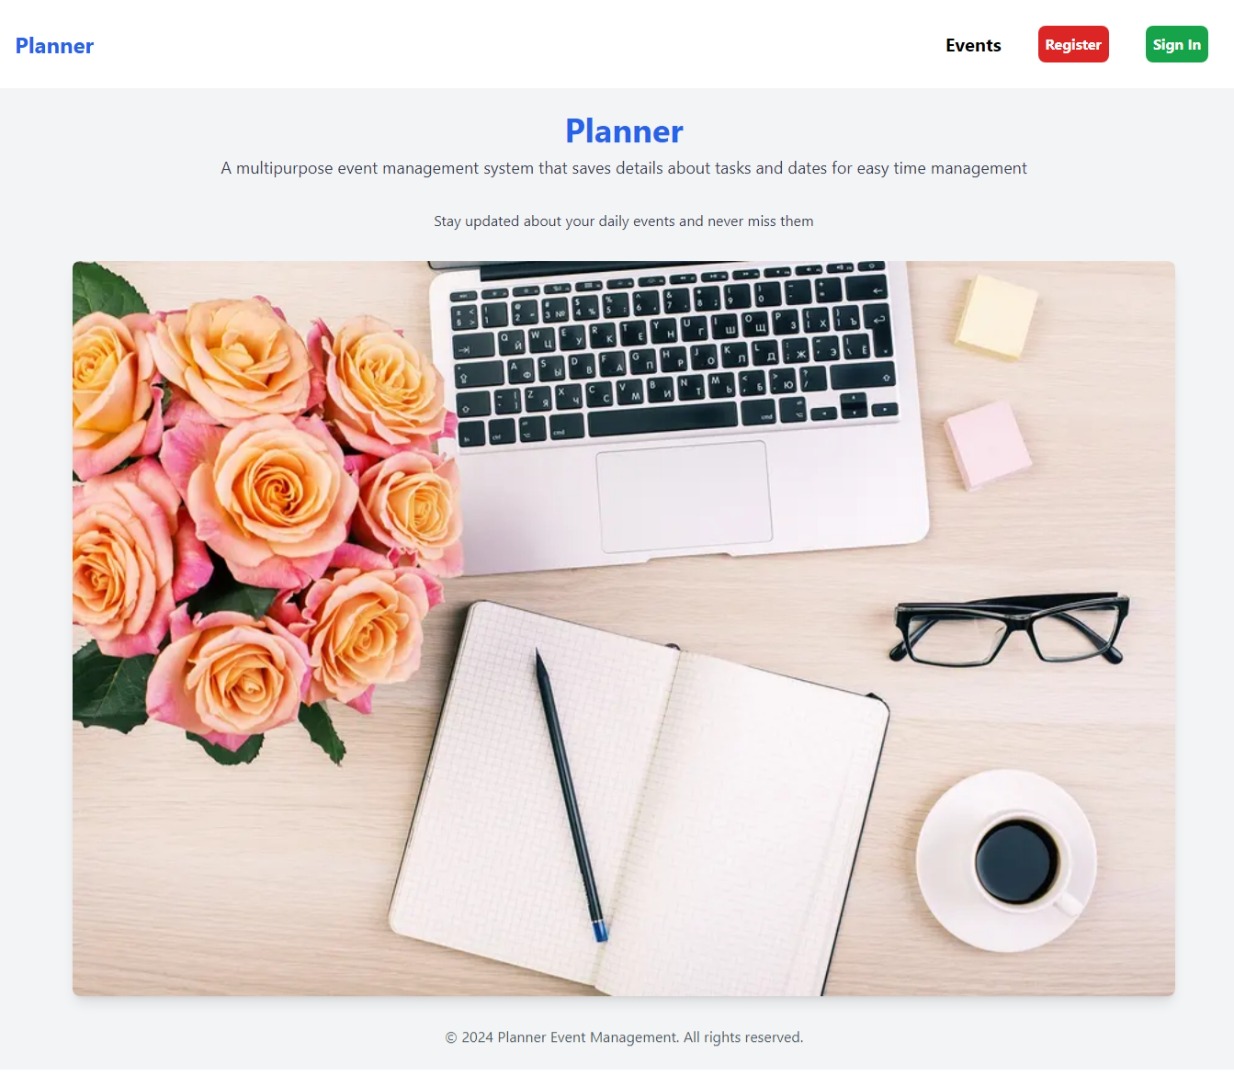 Planner
Events
Register
Sign In
Planner
A multipurpose event management system that saves details about tasks and dates for easy time management
Stay updated about your daily events and never miss them
© 2024 Planner Event Management. All rights reserved.